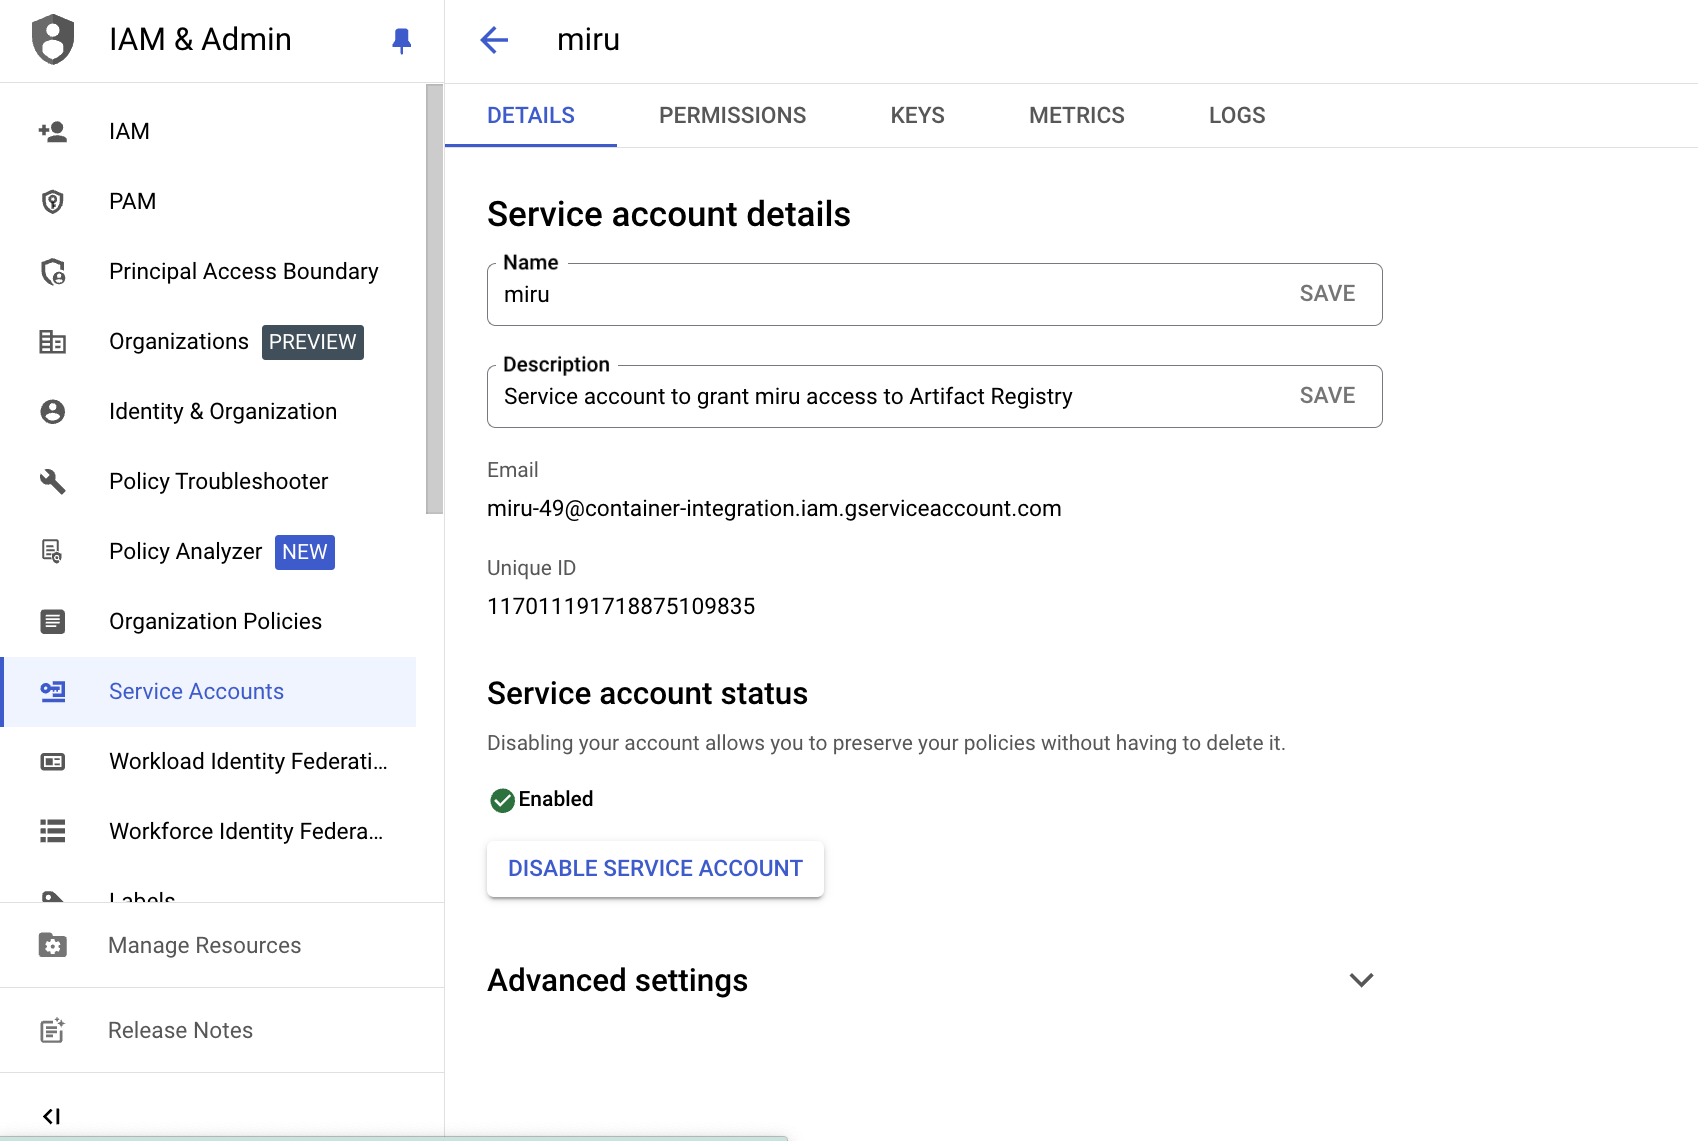 IAM & Admin
miru
IAM
PAM
Principal Access Boundary
Organizations PREVIEW
Identity & Organization
Policy Troubleshooter
Policy Analyzer NEW
Organization Policies
Service Accounts
Workload Identity Federati...
Workforce Identity Federa...
Labels
Manage Resources
Release Notes
DETAILS PERMISSIONS KEYS METRICS LOGS
Service account details
Name
miru SAVE
Description
Service account to grant miru access to Artifact Registry SAVE
Email
miru-49@container-integration.iam.gserviceaccount.com
Unique ID
117011191718875109835
Service account status
Disabling your account allows you to preserve your policies without having to delete it.
Enabled
DISABLE SERVICE ACCOUNT
Advanced settings